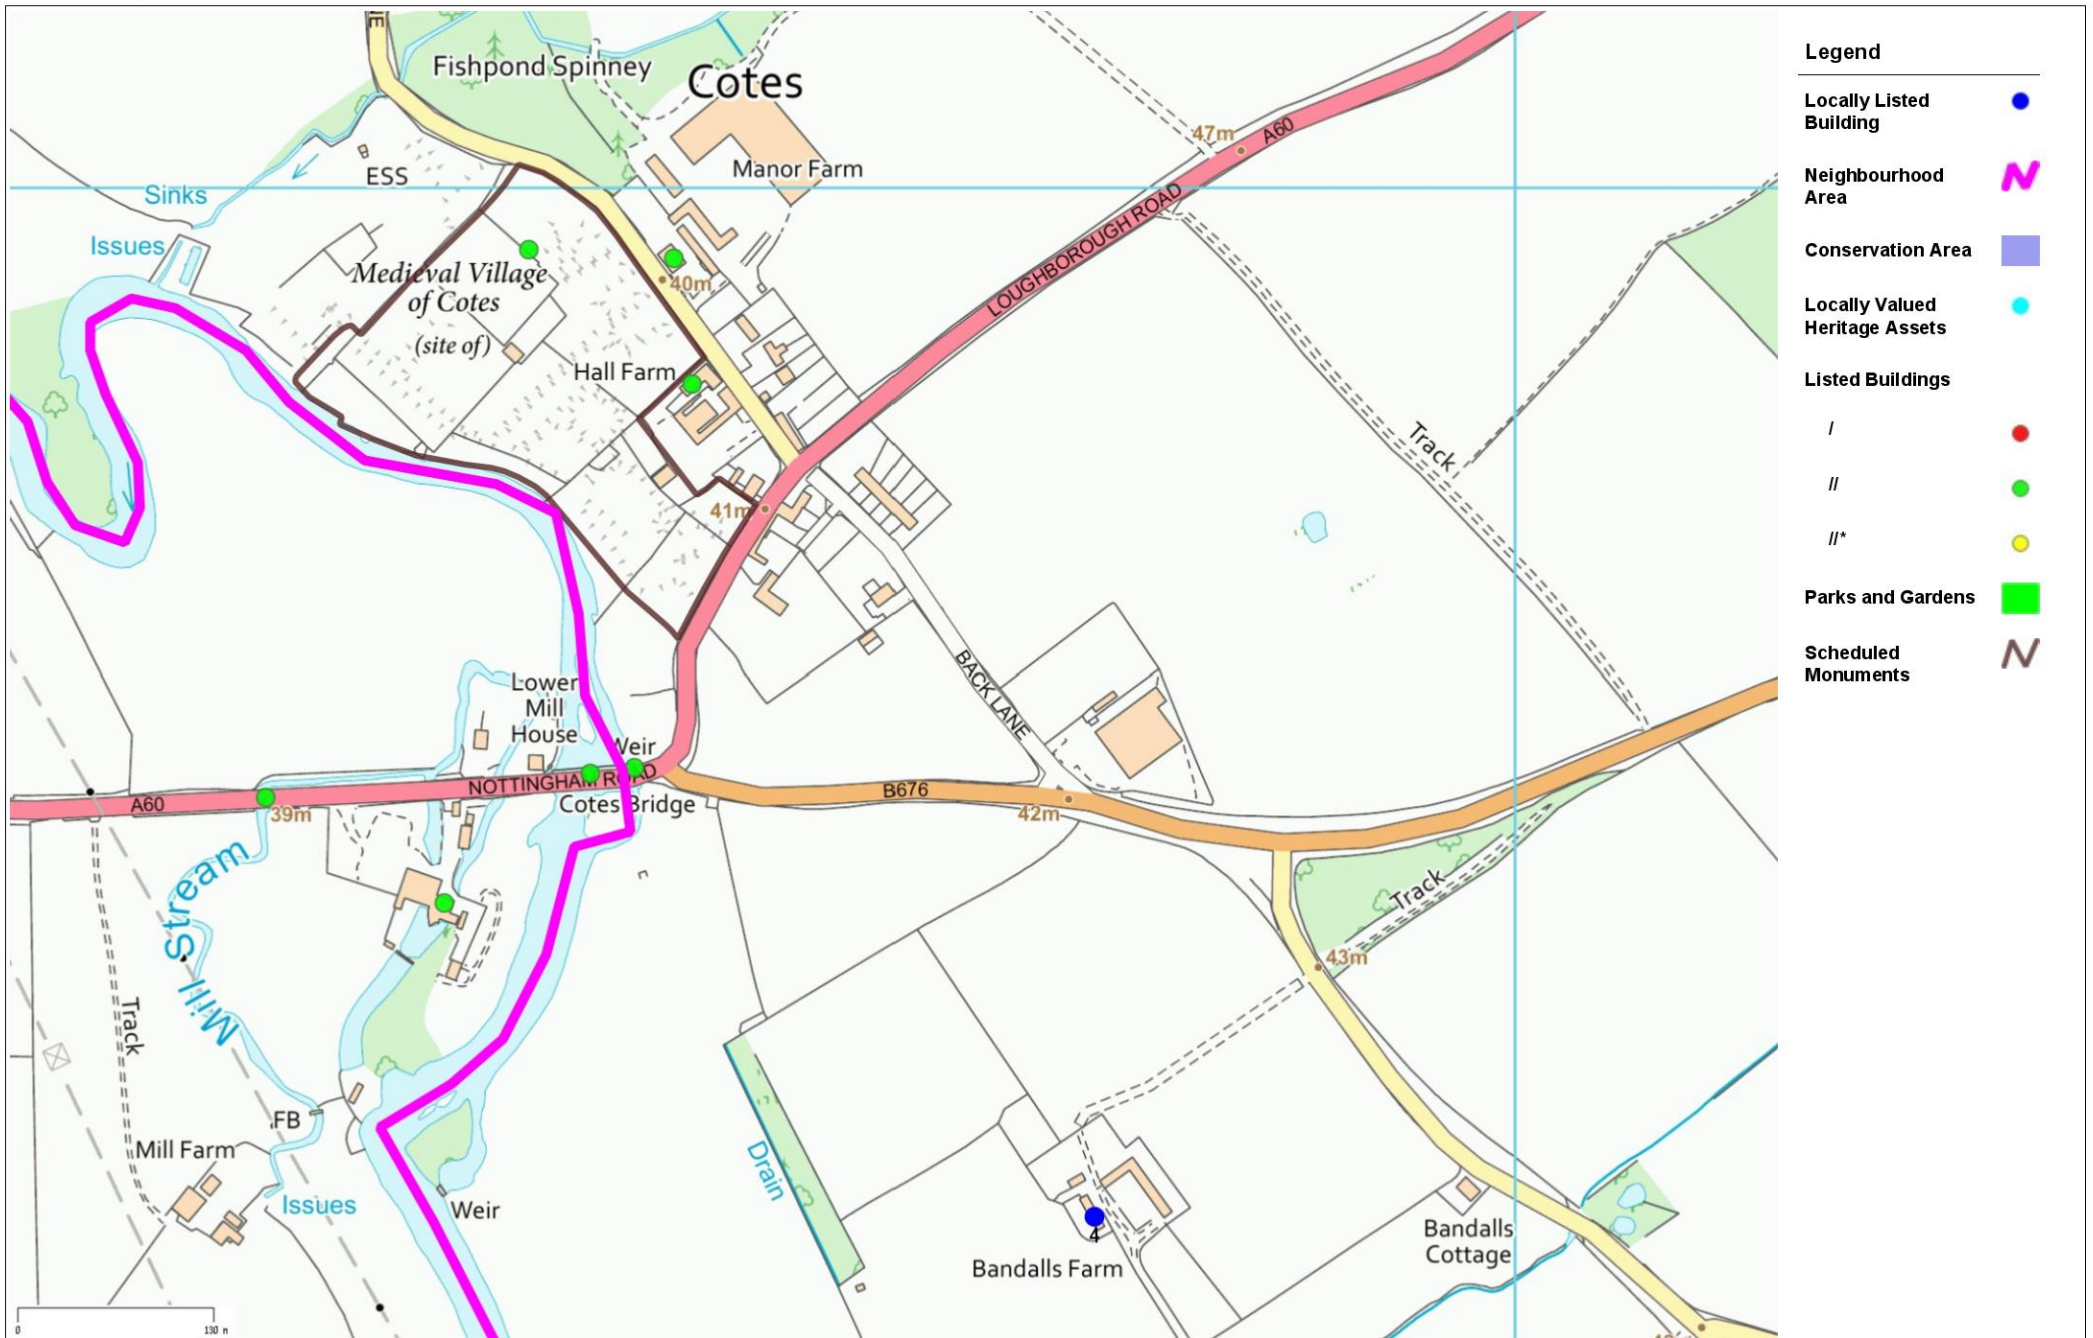 NE
Fishpond Spinney
Cotes
47m
A60
Manor Farm
ESS
Sinks
LOUGHBOROUGH ROAD
Issues
Medieval Village
of Cotes
(site of)
40m
Hall Farm
Track
41m
BACK LANE
Lower
Mill
House
Weir
NOTTINGHAM ROAD
A60
Cotes Bridge
39m
B676
42m
Mill Stream
Track
43m
Track
FB
Mill Farm
Drain
Issues
Weir
4
Bandalls
Cottage
Bandalls Farm
0 130 m
Legend
Locally Listed
Building
Neighbourhood
Area
Conservation Area
Locally Valued
Heritage Assets
Listed Buildings
I
II
II*
Parks and Gardens
Scheduled
Monuments